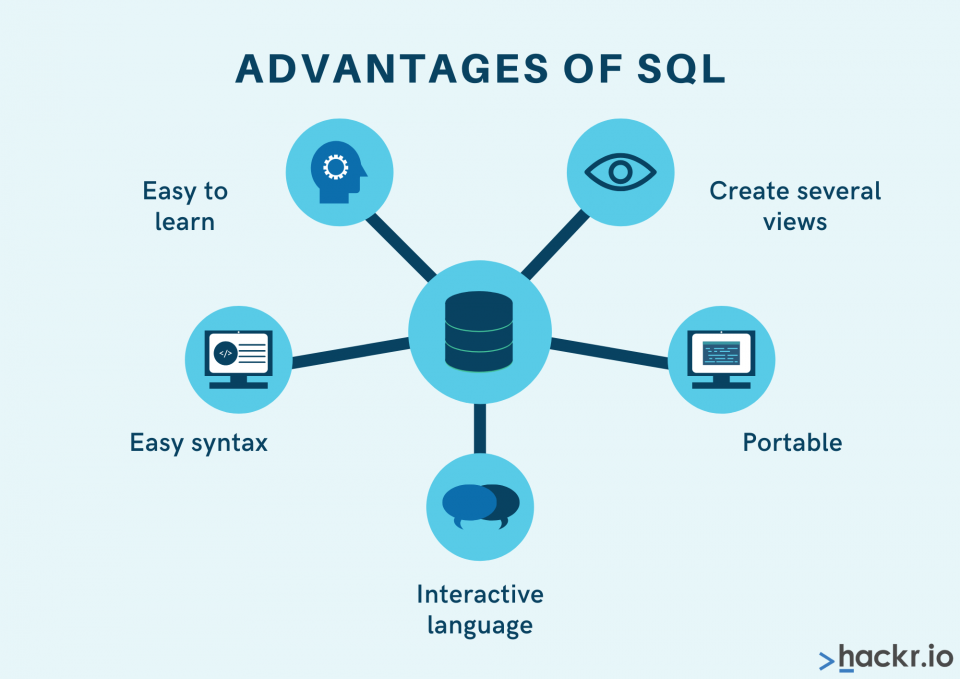 ADVANTAGES OF SQL
Easy to
learn
Create several
views
</>
Easy syntax
Portable
Interactive
language
>hackr.io